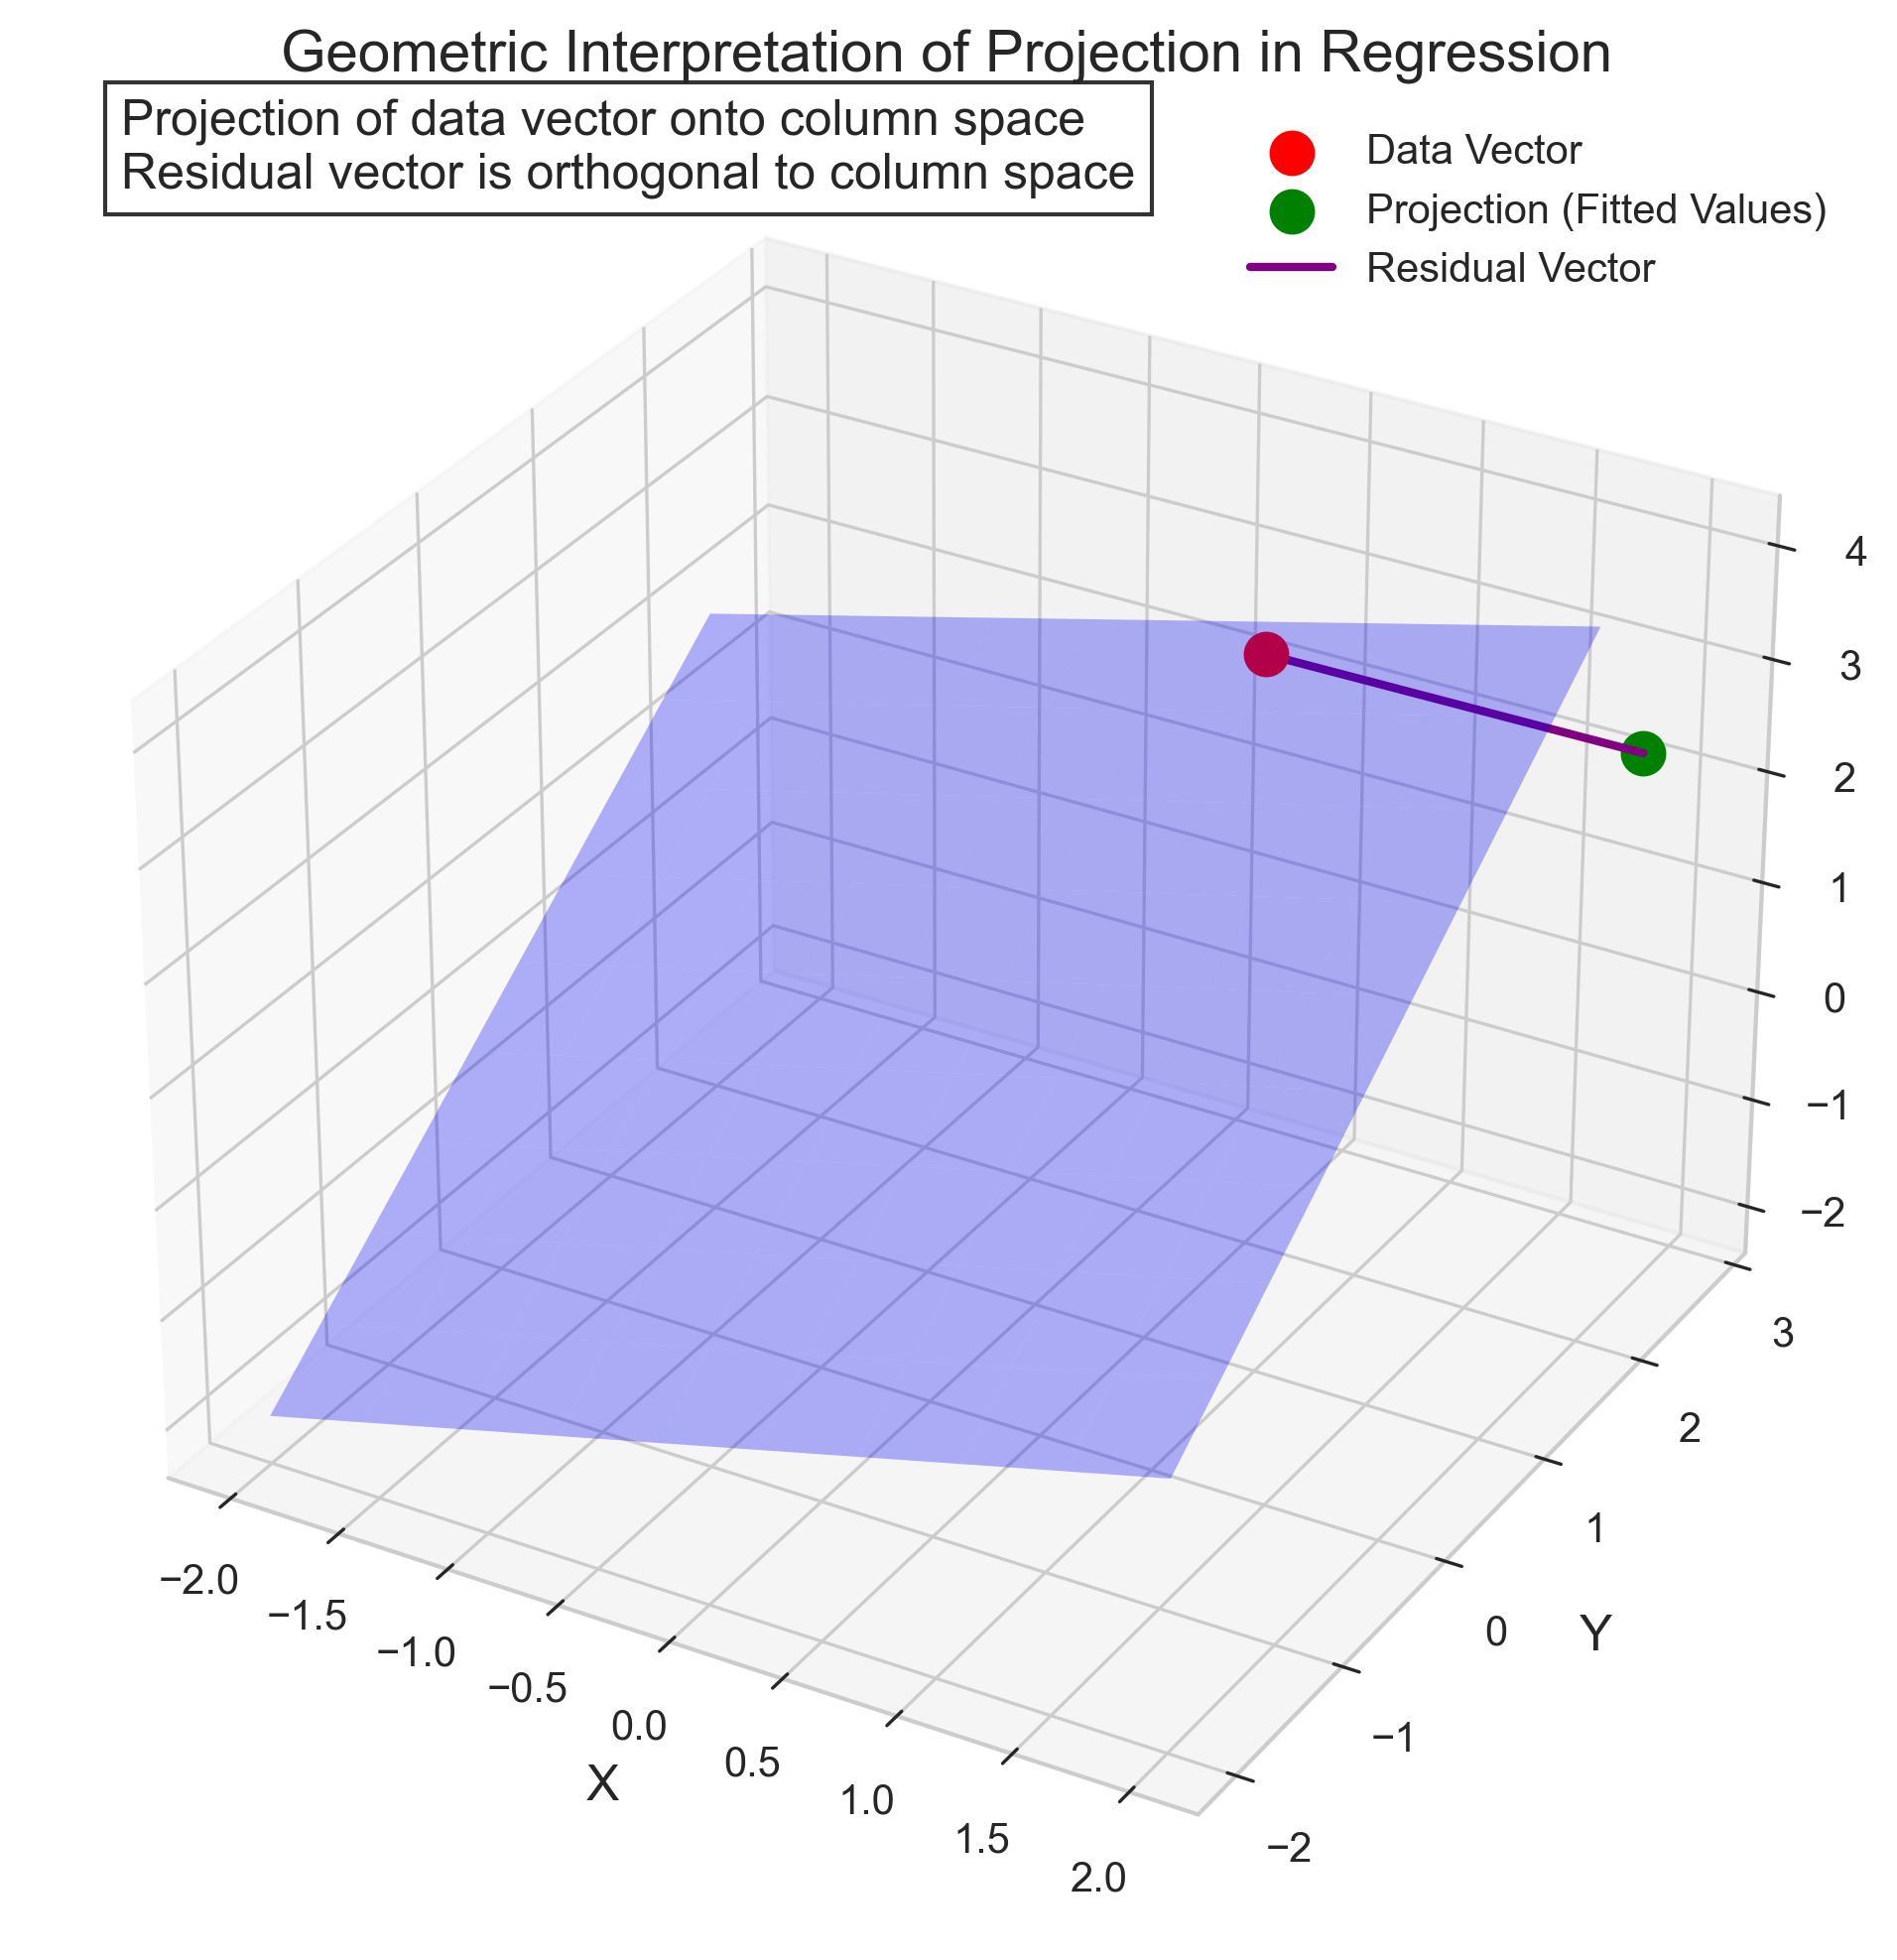 Geometric Interpretation of Projection in Regression
Projection of data vector onto column space
Residual vector is orthogonal to column space
Data Vector
Projection (Fitted Values)
Residual Vector
4
3
2
1
0
−1
−2
3
2
1
0
−1
−2
Y
−2.0
−1.5
−1.0
−0.5
0.0
0.5
1.0
1.5
2.0
X